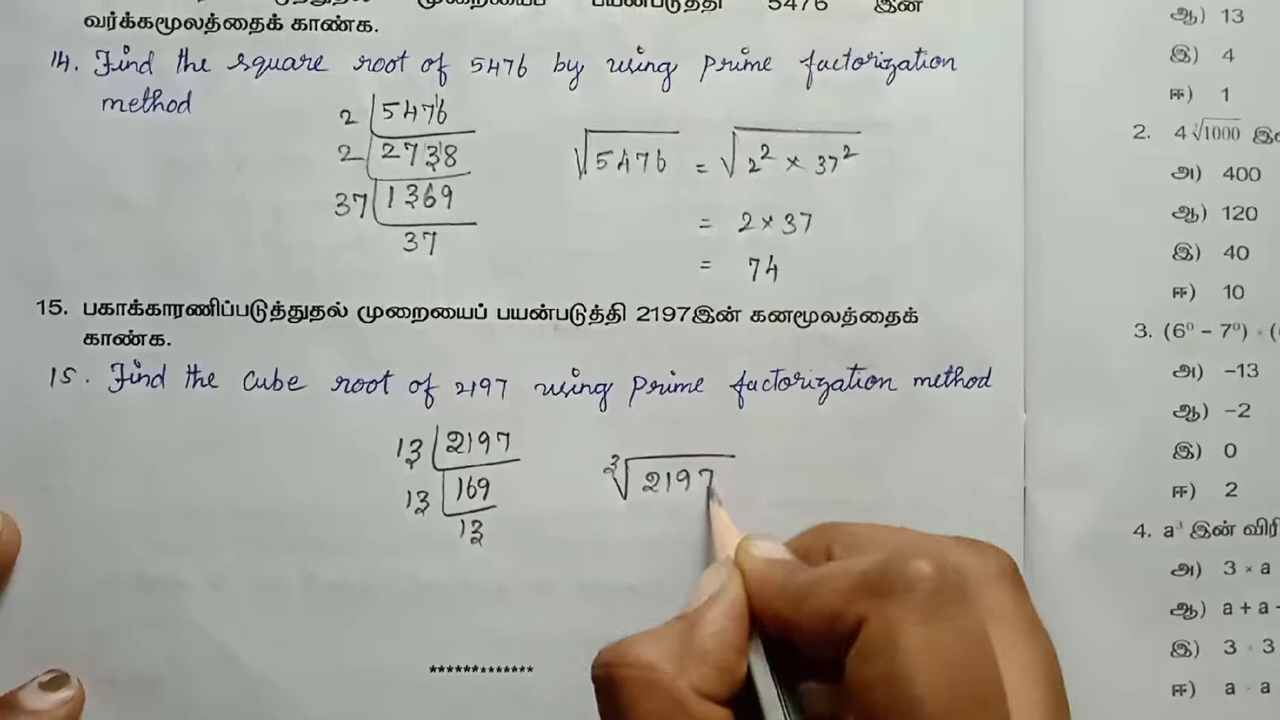 பயன்படுத்தி 5476 இன்
வர்க்கமூலத்தைக் காண்க.
14. Find the square root of 5476 by using prime factorization
method
2 5476
2 2738
37 1369
37
√5476 = √2² × 37²
= 2 × 37
= 74
15. பகாக்காரணிப்படுத்துதல் முறையைப் பயன்படுத்தி 2197இன் கனமூலத்தைக்
காண்க.
15. Find the cube root of 2197 using prime factorization method
13 2197
13 169
13
∛2197
*************
ஆ) 13
இ) 4
ஈ) 1
2. 4∛1000
அ) 400
ஆ) 120
இ) 40
ஈ) 10
3. (6⁰ – 7⁰)
அ) –13
ஆ) –2
இ) 0
ஈ) 2
4. a³ இன்
அ) 3 × a
ஆ) a + a
இ) 3
ஈ) a